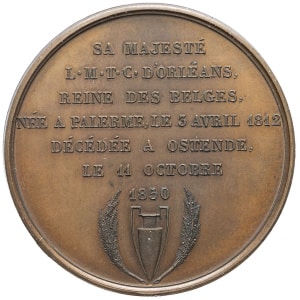 SA MAJESTÉ
L·M·T·C·D'ORLÉANS,
REINE DES BELGES,
NÉE A PALERME, LE 3 AVRIL 1812
DÉCÉDÉE A OSTENDE,
LE 11 OCTOBRE
1850